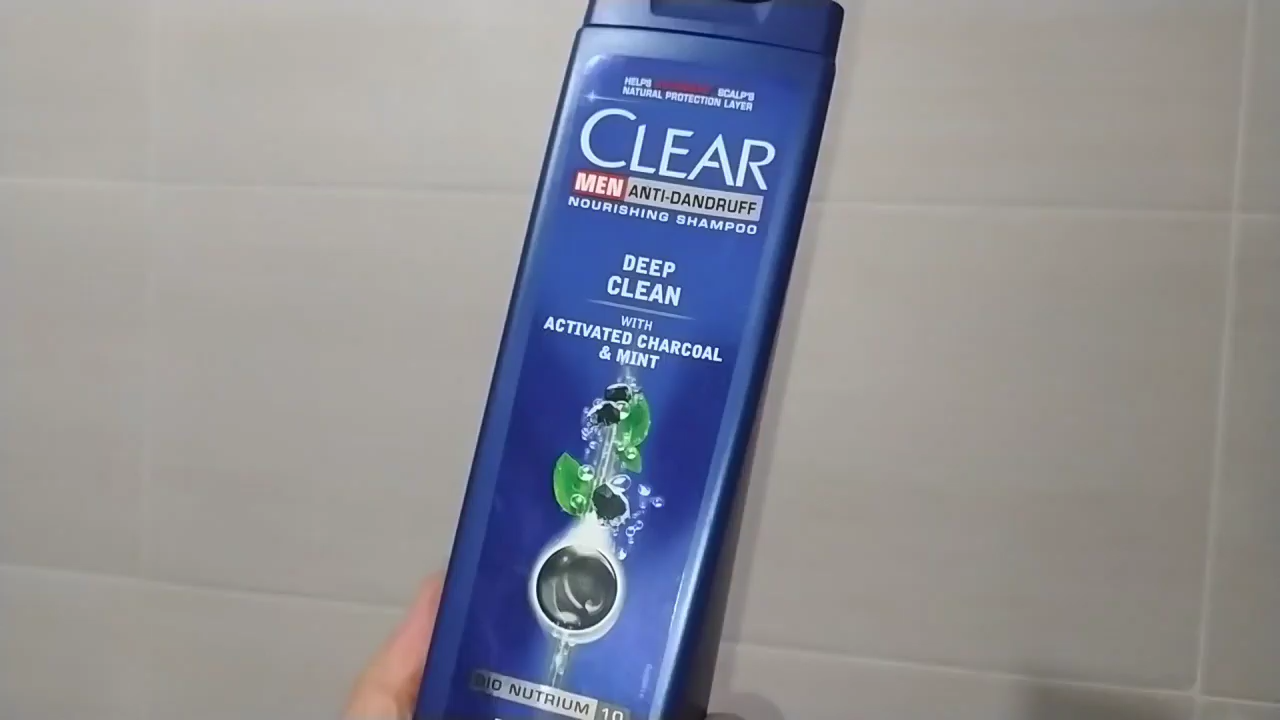 HELPS SCALP'S
NATURAL PROTECTION LAYER
CLEAR
MEN ANTI-DANDRUFF
NOURISHING SHAMPOO
DEEP
CLEAN
WITH
ACTIVATED CHARCOAL
& MINT
BIO NUTRIUM 10